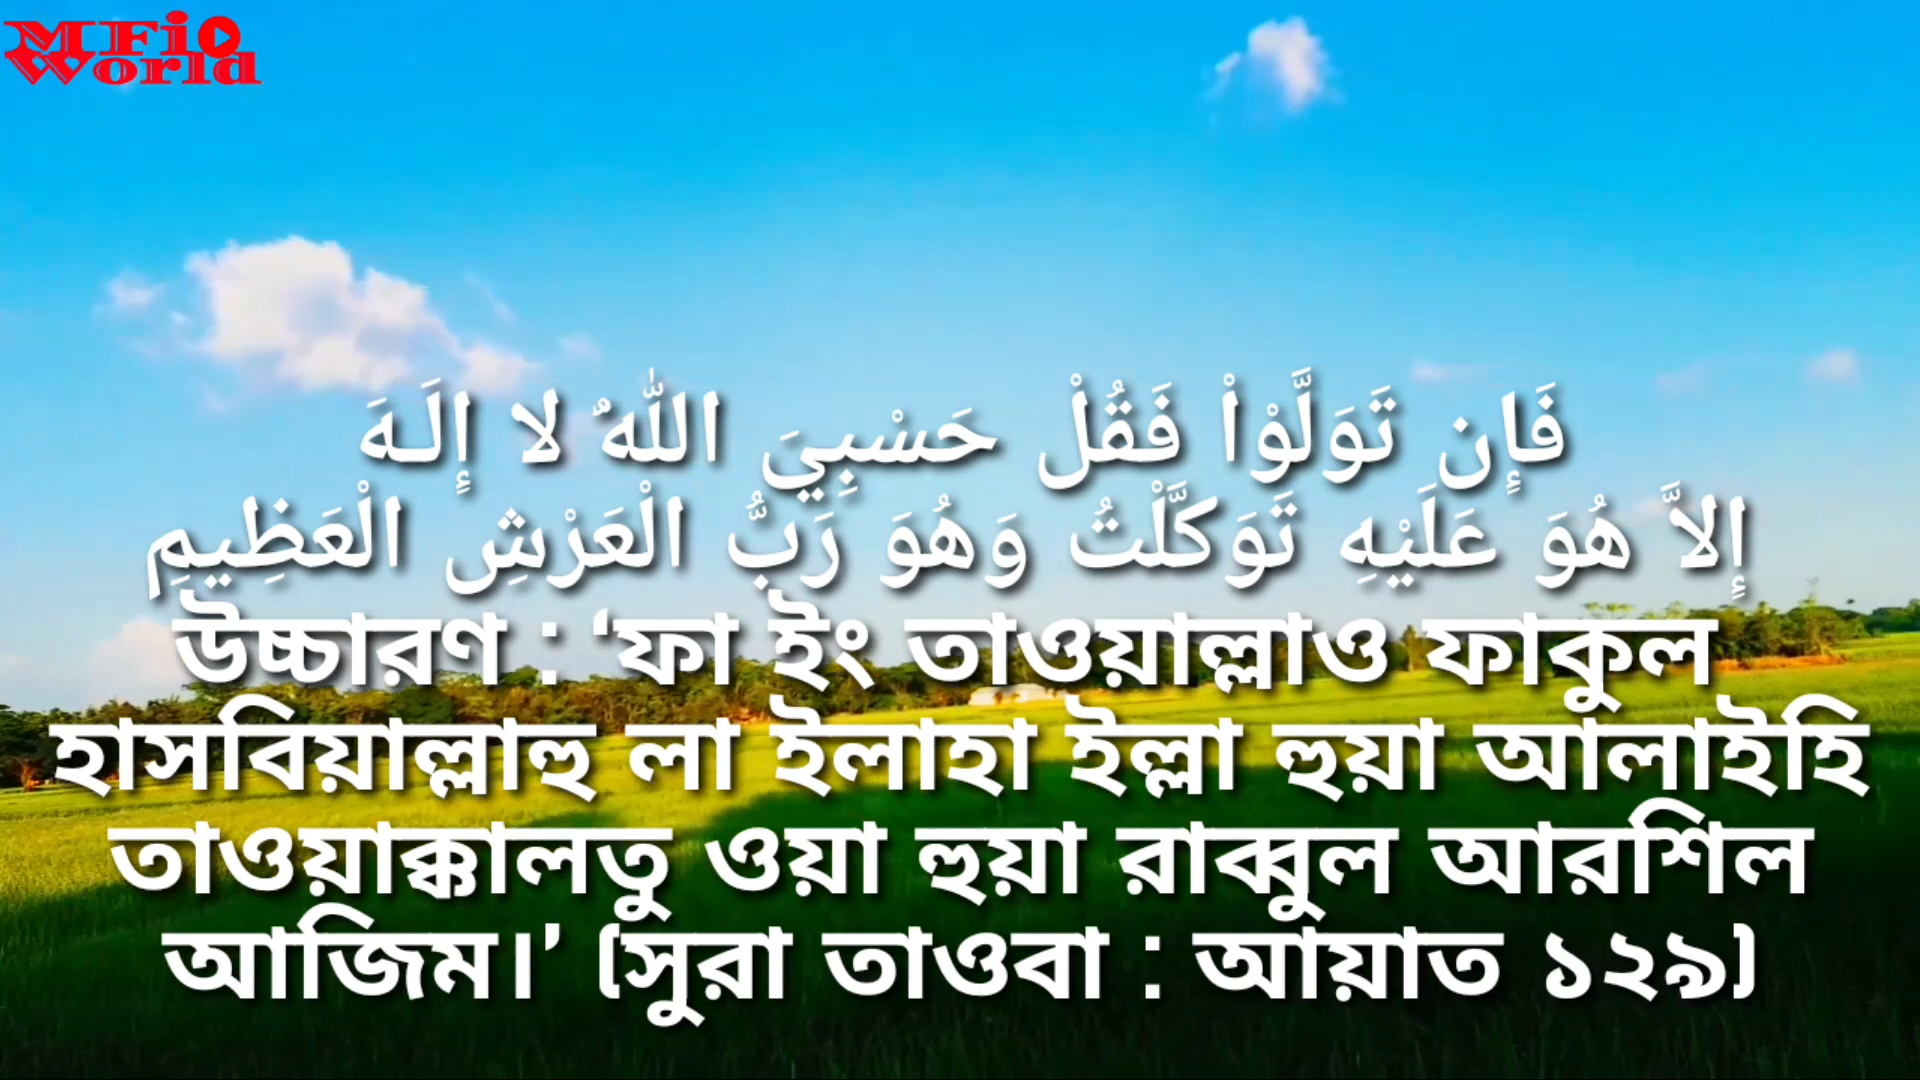 MFio
World
فَإِن تَوَلَّوْاْ فَقُلْ حَسْبِيَ اللّهُ لا إِلَـهَ
إِلاَّ هُوَ عَلَيْهِ تَوَكَّلْتُ وَهُوَ رَبُّ الْعَرْشِ الْعَظِيمِ
উচ্চারণ : ‘ফা ইং তাওয়াল্লাও ফাকুল
হাসবিয়াল্লাহু লা ইলাহা ইল্লা হুয়া আলাইহি
তাওয়াক্কালতু ওয়া হুয়া রাব্বুল আরশিল
আজিম।’ (সুরা তাওবা : আয়াত ১২৯)